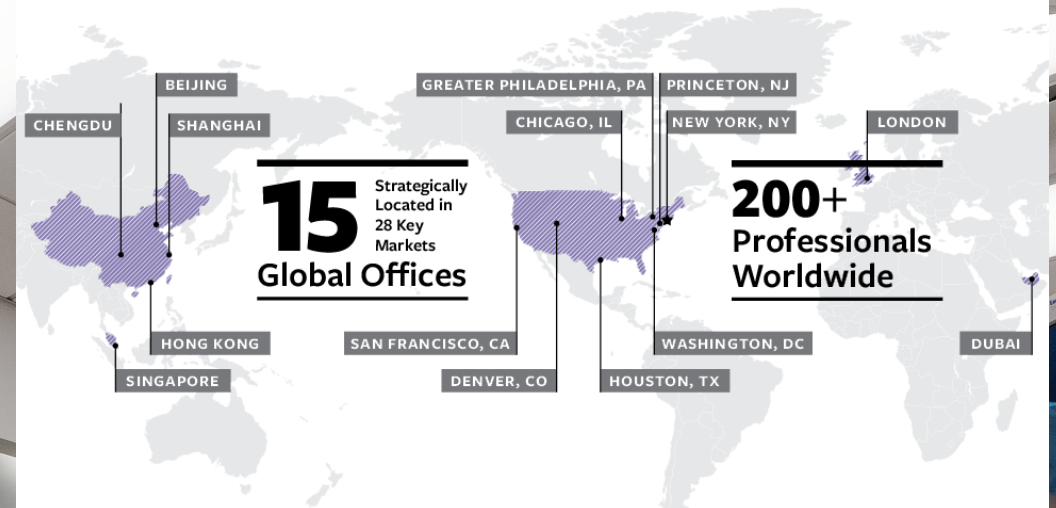 BEIJING
GREATER PHILADELPHIA, PA
PRINCETON, NJ
CHENGDU
SHANGHAI
CHICAGO, IL
NEW YORK, NY
LONDON
15
Strategically
Located in
28 Key
Markets
Global Offices
200+
Professionals
Worldwide
HONG KONG
SAN FRANCISCO, CA
WASHINGTON, DC
DUBAI
SINGAPORE
DENVER, CO
HOUSTON, TX